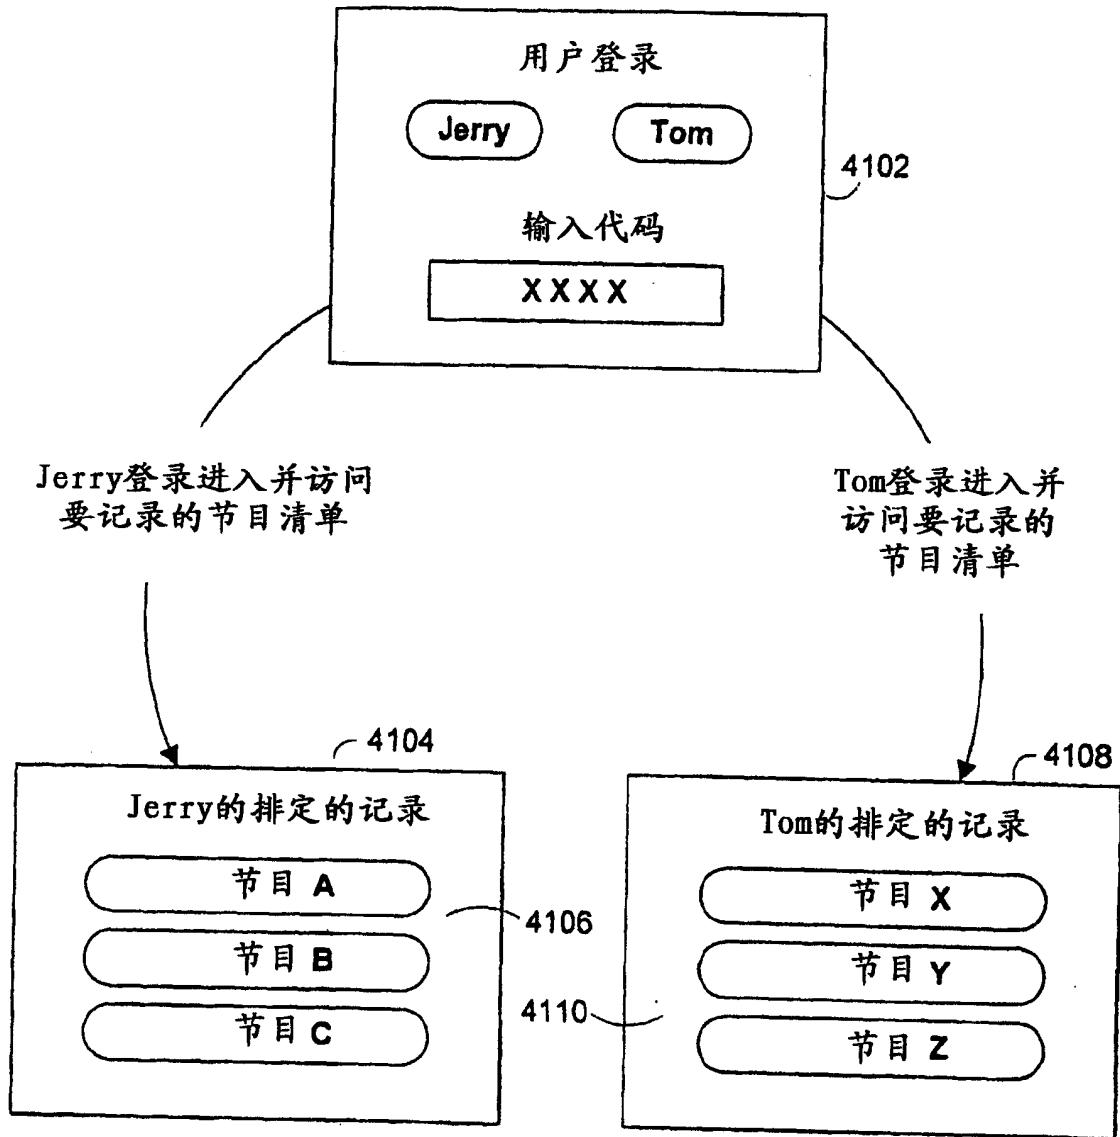 用户登录
Jerry
Tom
4102
输入代码
XXXX
Jerry登录进入并访问
要记录的节目清单
Tom登录进入并
访问要记录的
节目清单
4104
Jerry的排定的记录
节目 A
节目 B
节目 C
4106
4108
Tom的排定的记录
节目 X
节目 Y
节目 Z
4110